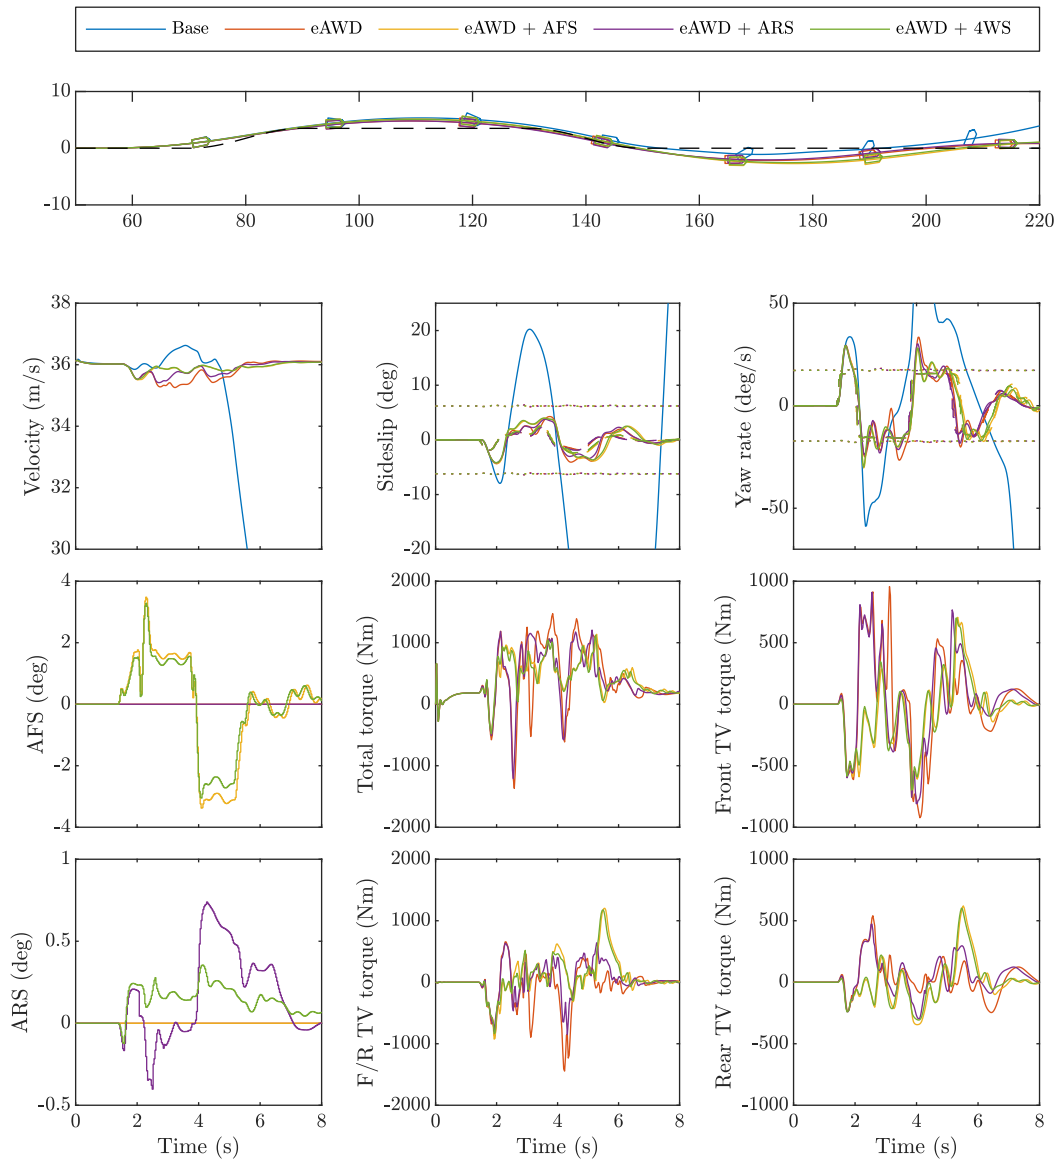 Base eAWD eAWD + AFS eAWD + ARS eAWD + 4WS
10
0
-10
60 80 100 120 140 160 180 200 220
Velocity (m/s)
38
36
34
32
30
Sideslip (deg)
20
10
0
-10
-20
Yaw rate (deg/s)
50
0
-50
AFS (deg)
4
2
0
-2
-4
Total torque (Nm)
2000
1000
0
-1000
-2000
Front TV torque (Nm)
1000
500
0
-500
-1000
ARS (deg)
1
0.5
0
-0.5
0 2 4 6 8
Time (s)
F/R TV torque (Nm)
2000
1000
0
-1000
-2000
0 2 4 6 8
Time (s)
Rear TV torque (Nm)
1000
500
0
-500
-1000
0 2 4 6 8
Time (s)